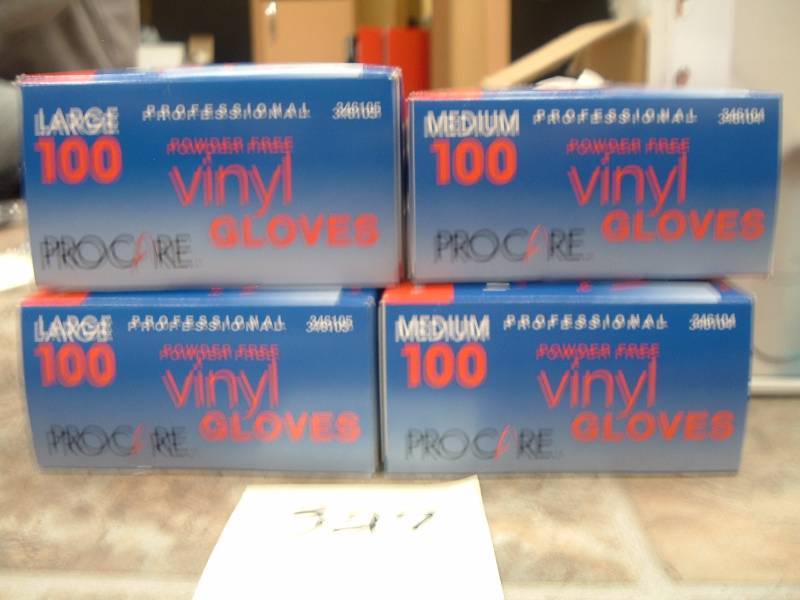 LARGE PROFESSIONAL 346105
100 POWDER FREE
vinyl
GLOVES
PROCARE
MEDIUM PROFESSIONAL 346104
100 POWDER FREE
vinyl
GLOVES
PROCARE
LARGE PROFESSIONAL 346105
100 POWDER FREE
vinyl
GLOVES
PROCARE
MEDIUM PROFESSIONAL 346104
100 POWDER FREE
vinyl
GLOVES
PROCARE